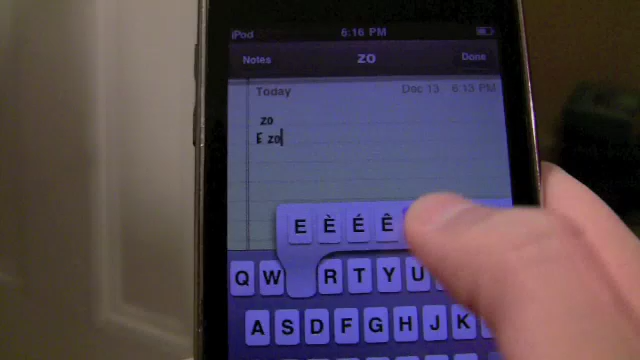 iPod 6:16 PM
Notes zo Done
Today Dec 13 6:13 PM
zo
E zo
E È É Ê
Q W R T Y U
A S D F G H J K